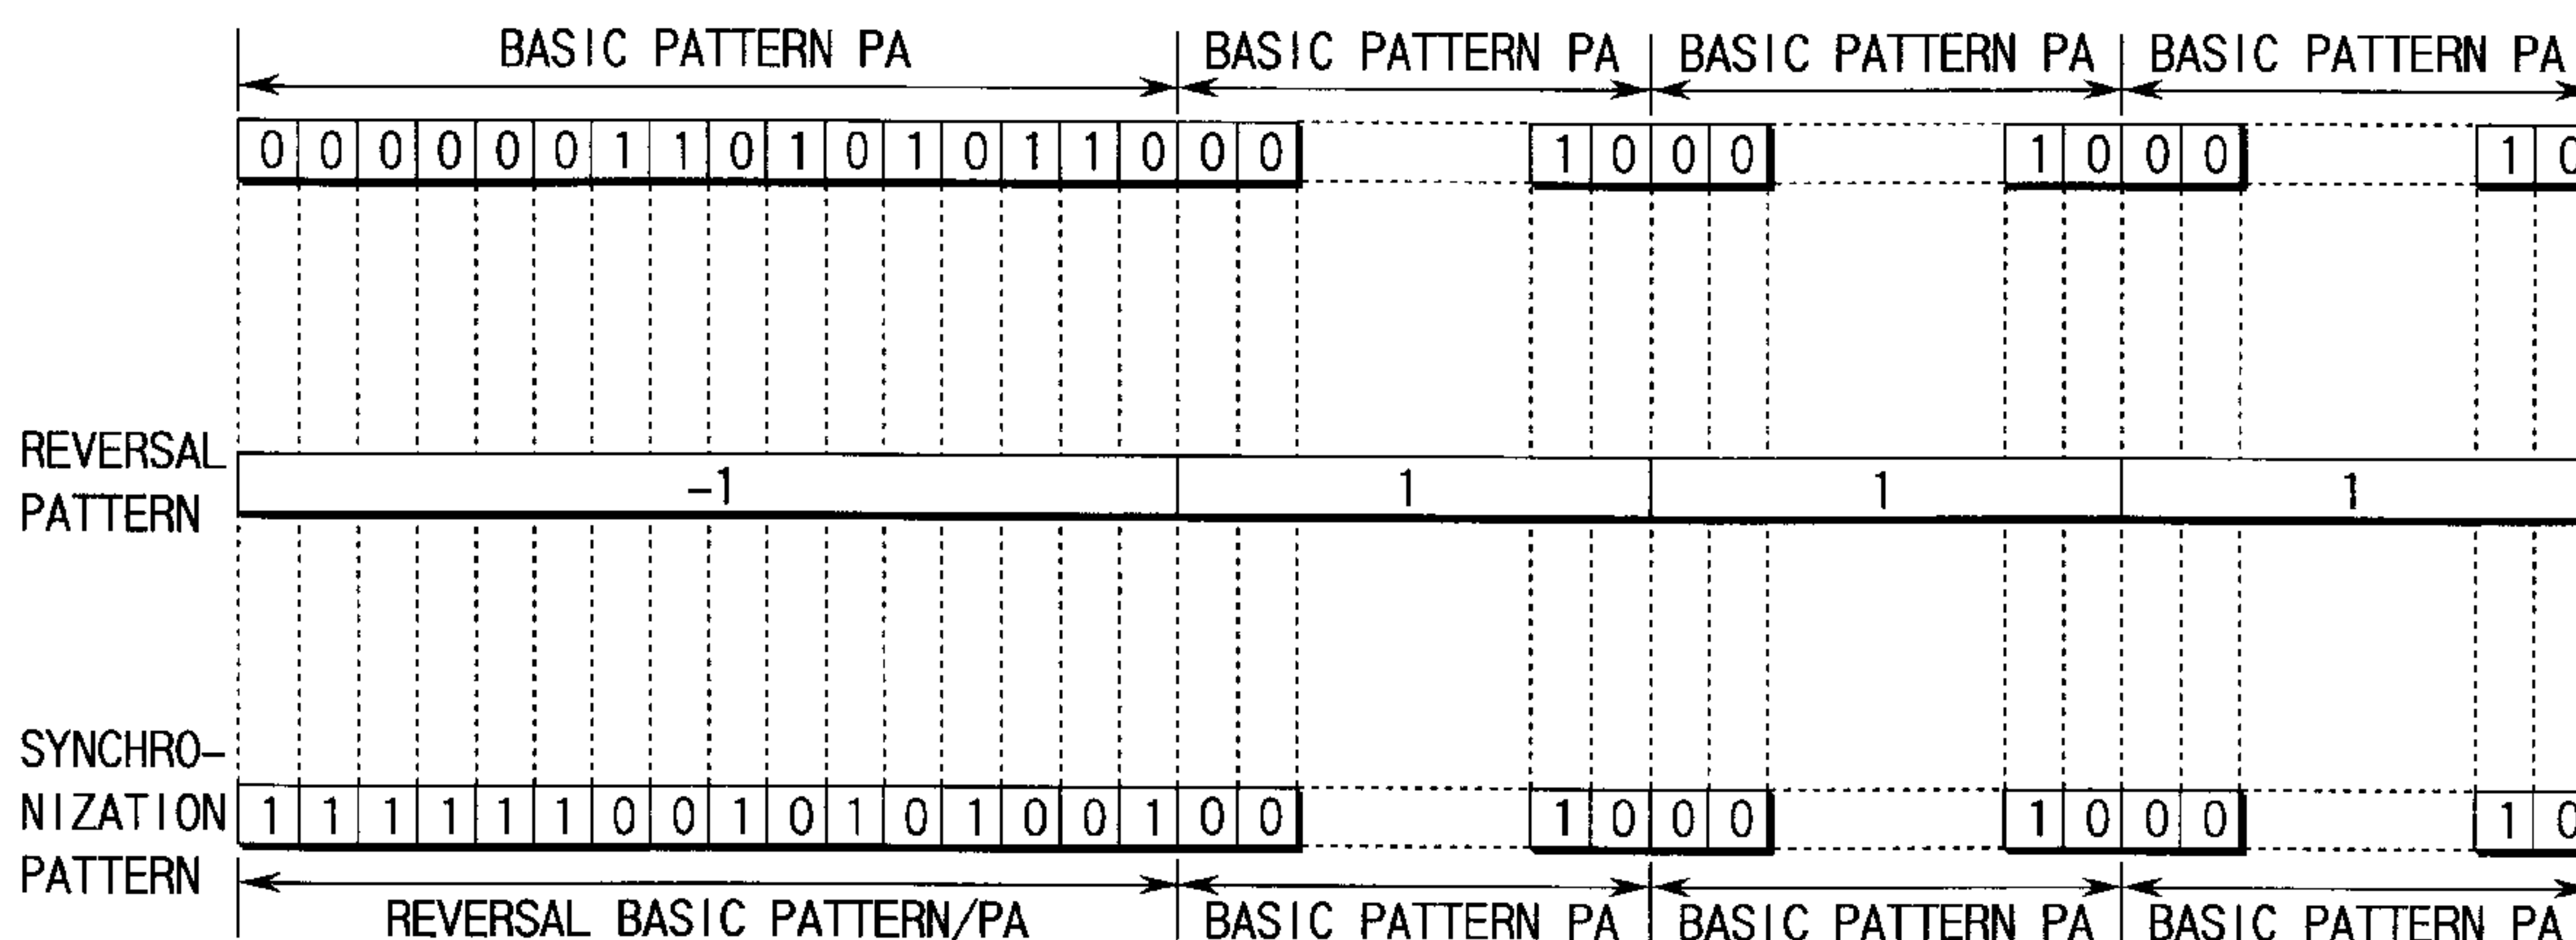 BASIC PATTERN PA BASIC PATTERN PA BASIC PATTERN PA BASIC PATTERN PA
0 0 0 0 0 0 1 1 0 1 0 1 0 1 1 0 0 0 1 0 0 0 1 0 0 0 1 0
REVERSAL
PATTERN
-1 1 1 1
SYNCHRO-
NIZATION
PATTERN
1 1 1 1 1 1 0 0 1 0 1 0 1 0 0 1 0 0 1 0 0 0 1 0 0 0 1 0
REVERSAL BASIC PATTERN/PA BASIC PATTERN PA BASIC PATTERN PA BASIC PATTERN PA